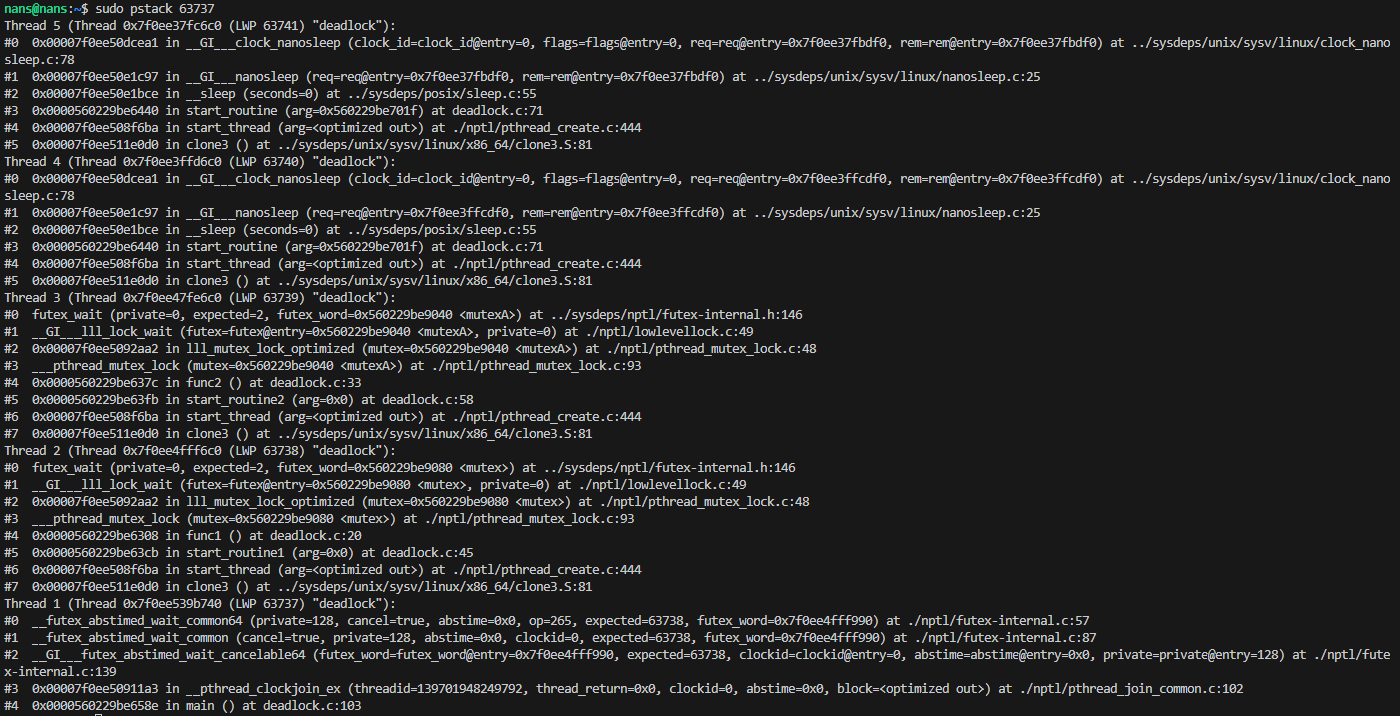 nans@nans:~$ sudo pstack 63737
Thread 5 (Thread 0x7f0ee37fc6c0 (LWP 63741) "deadlock"):
#0  0x00007f0ee50dcea1 in __GI___clock_nanosleep (clock_id=clock_id@entry=0, flags=flags@entry=0, req=req@entry=0x7f0ee37fbdf0, rem=rem@entry=0x7f0ee37fbdf0) at ../sysdeps/unix/sysv/linux/clock_nano
sleep.c:78
#1  0x00007f0ee50e1c97 in __GI___nanosleep (req=req@entry=0x7f0ee37fbdf0, rem=rem@entry=0x7f0ee37fbdf0) at ../sysdeps/unix/sysv/linux/nanosleep.c:25
#2  0x00007f0ee50e1bce in __sleep (seconds=0) at ../sysdeps/posix/sleep.c:55
#3  0x0000560229be6440 in start_routine (arg=0x560229be701f) at deadlock.c:71
#4  0x00007f0ee508f6ba in start_thread (arg=<optimized out>) at ./nptl/pthread_create.c:444
#5  0x00007f0ee511e0d0 in clone3 () at ../sysdeps/unix/sysv/linux/x86_64/clone3.S:81
Thread 4 (Thread 0x7f0ee3ffd6c0 (LWP 63740) "deadlock"):
#0  0x00007f0ee50dcea1 in __GI___clock_nanosleep (clock_id=clock_id@entry=0, flags=flags@entry=0, req=req@entry=0x7f0ee3ffcdf0, rem=rem@entry=0x7f0ee3ffcdf0) at ../sysdeps/unix/sysv/linux/clock_nano
sleep.c:78
#1  0x00007f0ee50e1c97 in __GI___nanosleep (req=req@entry=0x7f0ee3ffcdf0, rem=rem@entry=0x7f0ee3ffcdf0) at ../sysdeps/unix/sysv/linux/nanosleep.c:25
#2  0x00007f0ee50e1bce in __sleep (seconds=0) at ../sysdeps/posix/sleep.c:55
#3  0x0000560229be6440 in start_routine (arg=0x560229be701f) at deadlock.c:71
#4  0x00007f0ee508f6ba in start_thread (arg=<optimized out>) at ./nptl/pthread_create.c:444
#5  0x00007f0ee511e0d0 in clone3 () at ../sysdeps/unix/sysv/linux/x86_64/clone3.S:81
Thread 3 (Thread 0x7f0ee47fe6c0 (LWP 63739) "deadlock"):
#0  futex_wait (private=0, expected=2, futex_word=0x560229be9040 <mutexA>) at ../sysdeps/nptl/futex-internal.h:146
#1  __GI___lll_lock_wait (futex=futex@entry=0x560229be9040 <mutexA>, private=0) at ./nptl/lowlevellock.c:49
#2  0x00007f0ee5092aa2 in lll_mutex_lock_optimized (mutex=0x560229be9040 <mutexA>) at ./nptl/pthread_mutex_lock.c:48
#3  ___pthread_mutex_lock (mutex=0x560229be9040 <mutexA>) at ./nptl/pthread_mutex_lock.c:93
#4  0x0000560229be637c in func2 () at deadlock.c:33
#5  0x0000560229be63fb in start_routine2 (arg=0x0) at deadlock.c:58
#6  0x00007f0ee508f6ba in start_thread (arg=<optimized out>) at ./nptl/pthread_create.c:444
#7  0x00007f0ee511e0d0 in clone3 () at ../sysdeps/unix/sysv/linux/x86_64/clone3.S:81
Thread 2 (Thread 0x7f0ee4fff6c0 (LWP 63738) "deadlock"):
#0  futex_wait (private=0, expected=2, futex_word=0x560229be9080 <mutex>) at ../sysdeps/nptl/futex-internal.h:146
#1  __GI___lll_lock_wait (futex=futex@entry=0x560229be9080 <mutex>, private=0) at ./nptl/lowlevellock.c:49
#2  0x00007f0ee5092aa2 in lll_mutex_lock_optimized (mutex=0x560229be9080 <mutex>) at ./nptl/pthread_mutex_lock.c:48
#3  ___pthread_mutex_lock (mutex=0x560229be9080 <mutex>) at ./nptl/pthread_mutex_lock.c:93
#4  0x0000560229be6308 in func1 () at deadlock.c:20
#5  0x0000560229be63cb in start_routine1 (arg=0x0) at deadlock.c:45
#6  0x00007f0ee508f6ba in start_thread (arg=<optimized out>) at ./nptl/pthread_create.c:444
#7  0x00007f0ee511e0d0 in clone3 () at ../sysdeps/unix/sysv/linux/x86_64/clone3.S:81
Thread 1 (Thread 0x7f0ee539b740 (LWP 63737) "deadlock"):
#0  __futex_abstimed_wait_common64 (private=128, cancel=true, abstime=0x0, op=265, expected=63738, futex_word=0x7f0ee4fff990) at ./nptl/futex-internal.c:57
#1  __futex_abstimed_wait_common (cancel=true, private=128, abstime=0x0, clockid=0, expected=63738, futex_word=0x7f0ee4fff990) at ./nptl/futex-internal.c:87
#2  __GI___futex_abstimed_wait_cancelable64 (futex_word=futex_word@entry=0x7f0ee4fff990, expected=63738, clockid=clockid@entry=0, abstime=abstime@entry=0x0, private=private@entry=128) at ./nptl/fute
x-internal.c:139
#3  0x00007f0ee50911a3 in __pthread_clockjoin_ex (threadid=139701948249792, thread_return=0x0, clockid=0, abstime=0x0, block=<optimized out>) at ./nptl/pthread_join_common.c:102
#4  0x0000560229be658e in main () at deadlock.c:103